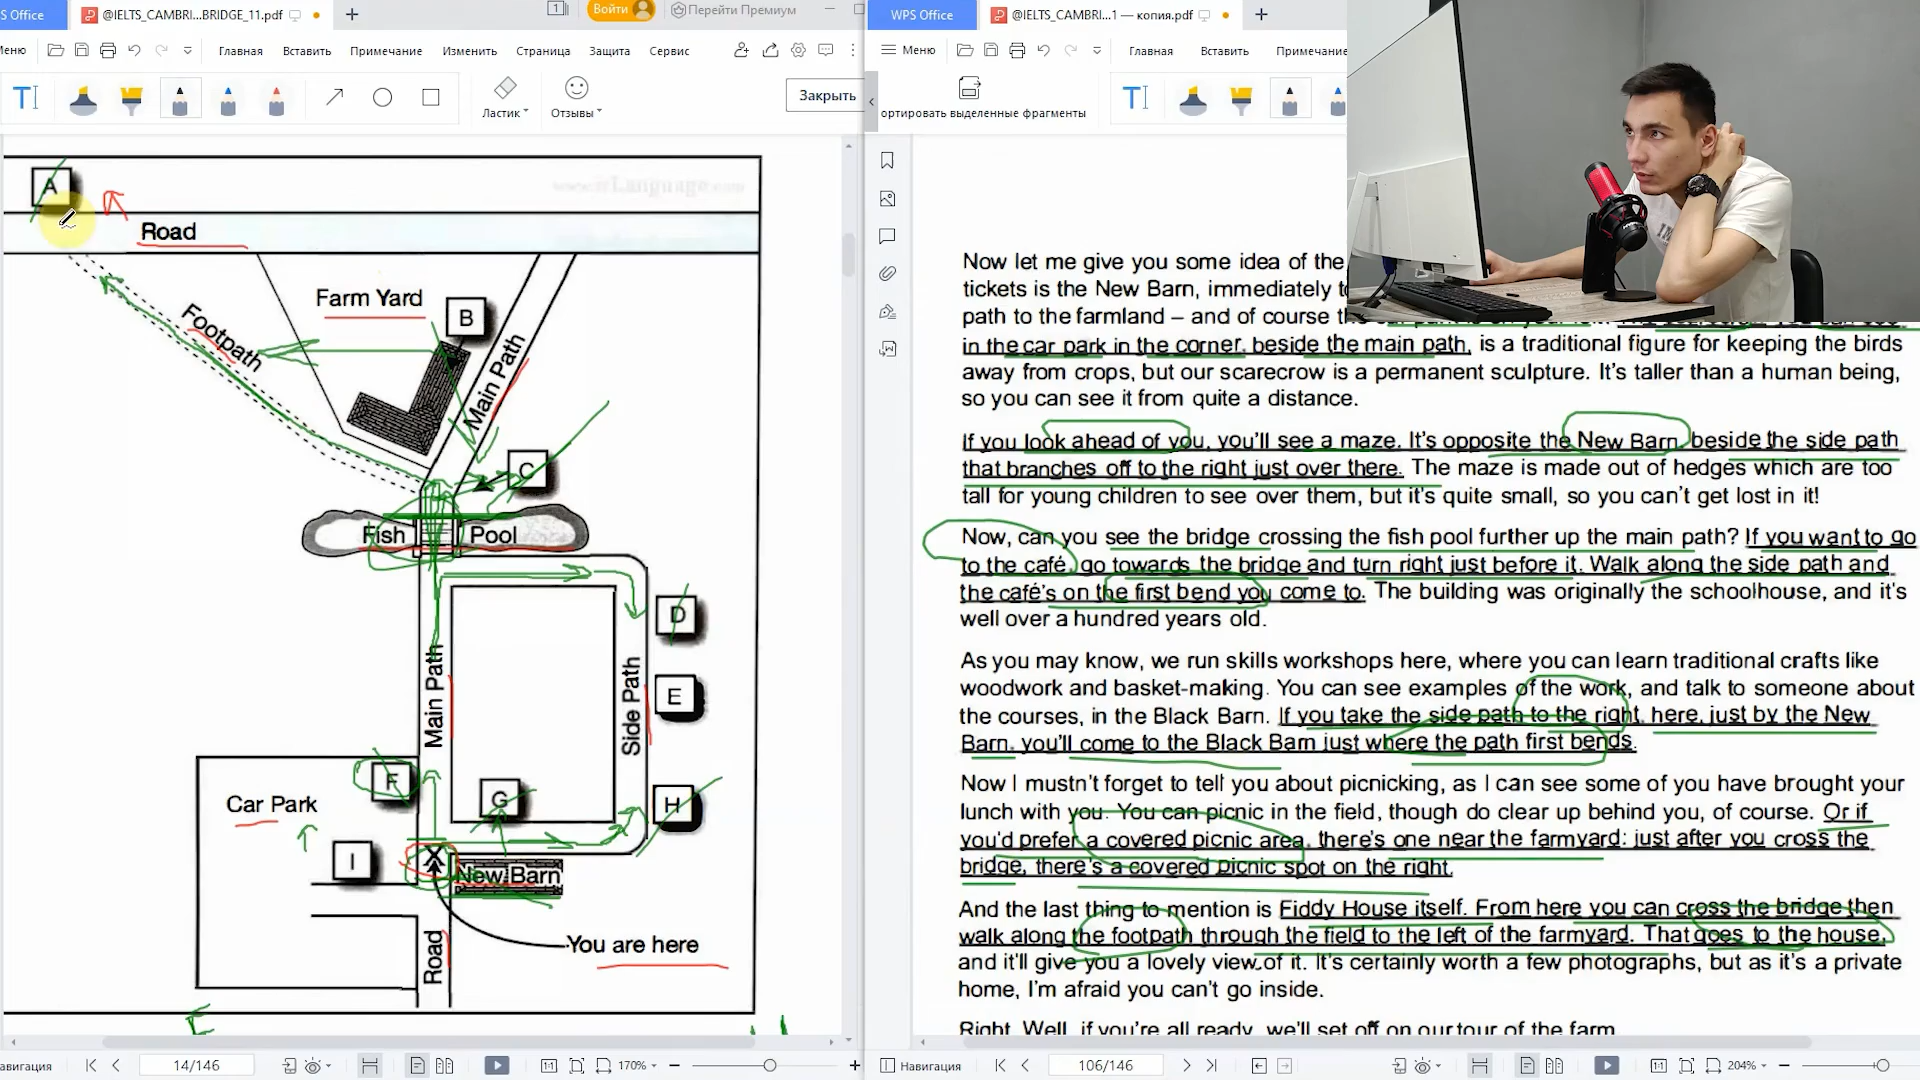 S Office
@IELTS_CAMBRI...BRIDGE_11.pdf
1
Войти
Перейти Премиум
WPS Office
@IELTS_CAMBRI...1 — копия.pdf
Меню
Главная
Вставить
Примечание
Изменить
Страница
Защита
Сервис
Меню
Главная
Вставить
Примечание
Ластик
Отзывы
Закрыть
ортировать выделенные фрагменты
A
Road
Farm Yard
B
Footpath
Main Path
C
Fish
Pool
D
Main Path
Side Path
E
F
Car Park
G
H
I
X
New Barn
You are here
Road
Now let me give you some idea of the
tickets is the New Barn, immediately
path to the farmland – and of course
in the car park in the corner, beside the main path, is a traditional figure for keeping the birds
away from crops, but our scarecrow is a permanent sculpture. It's taller than a human being,
so you can see it from quite a distance.
If you look ahead of you, you'll see a maze. It's opposite the New Barn, beside the side path
that branches off to the right just over there. The maze is made out of hedges which are too
tall for young children to see over them, but it's quite small, so you can't get lost in it!
Now, can you see the bridge crossing the fish pool further up the main path? If you want to go
to the café, go towards the bridge and turn right just before it. Walk along the side path and
the café's on the first bend you come to. The building was originally the schoolhouse, and it's
well over a hundred years old.
As you may know, we run skills workshops here, where you can learn traditional crafts like
woodwork and basket-making. You can see examples of the work, and talk to someone about
the courses, in the Black Barn. If you take the side path to the right, here, just by the New
Barn, you'll come to the Black Barn just where the path first bends.
Now I mustn't forget to tell you about picnicking, as I can see some of you have brought your
lunch with you. You can picnic in the field, though do clear up behind you, of course. Or if
you'd prefer a covered picnic area, there's one near the farmyard: just after you cross the
bridge, there's a covered picnic spot on the right.
And the last thing to mention is Fiddy House itself. From here you can cross the bridge then
walk along the footpath through the field to the left of the farmyard. That goes to the house,
and it'll give you a lovely view of it. It's certainly worth a few photographs, but as it's a private
home, I'm afraid you can't go inside.
Right. Well, if you're all ready, we'll set off on our tour of the farm.
авигация
14/146
170%
Навигация
106/146
204%